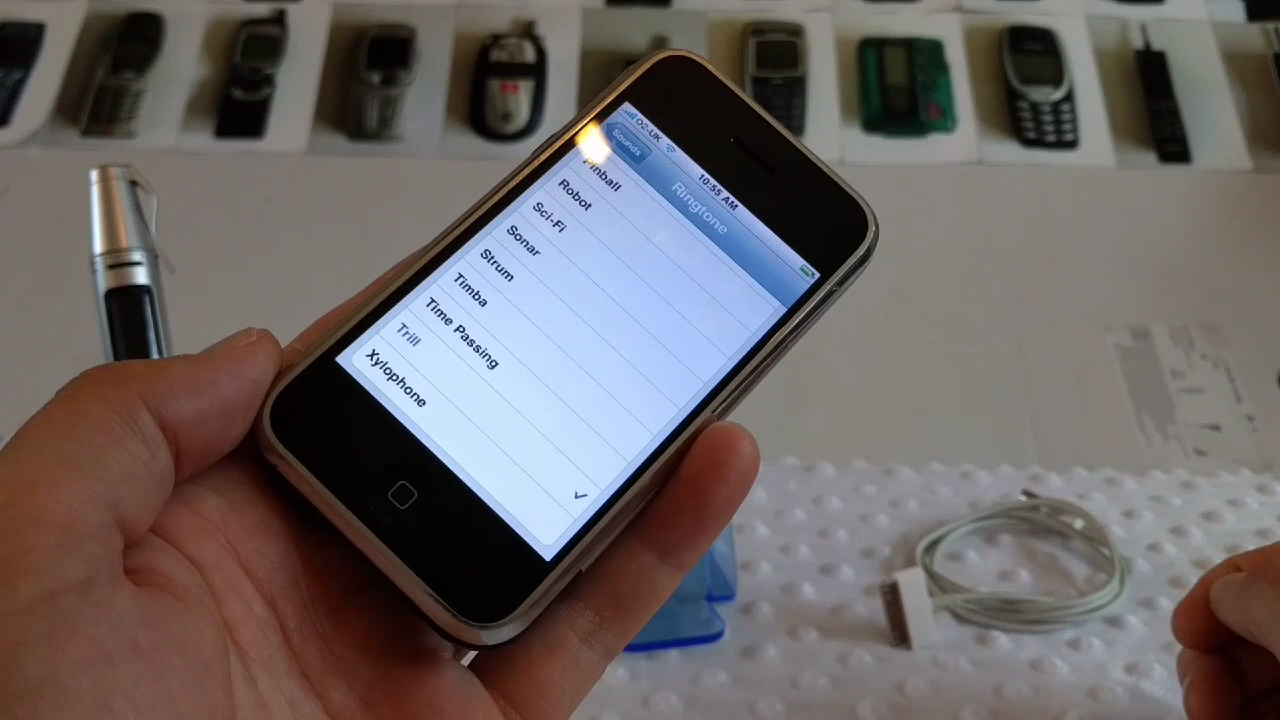 O2-UK
10:55 AM
Sounds
Ringtone
Pinball
Robot
Sci-Fi
Sonar
Strum
Timba
Time Passing
Trill
Xylophone